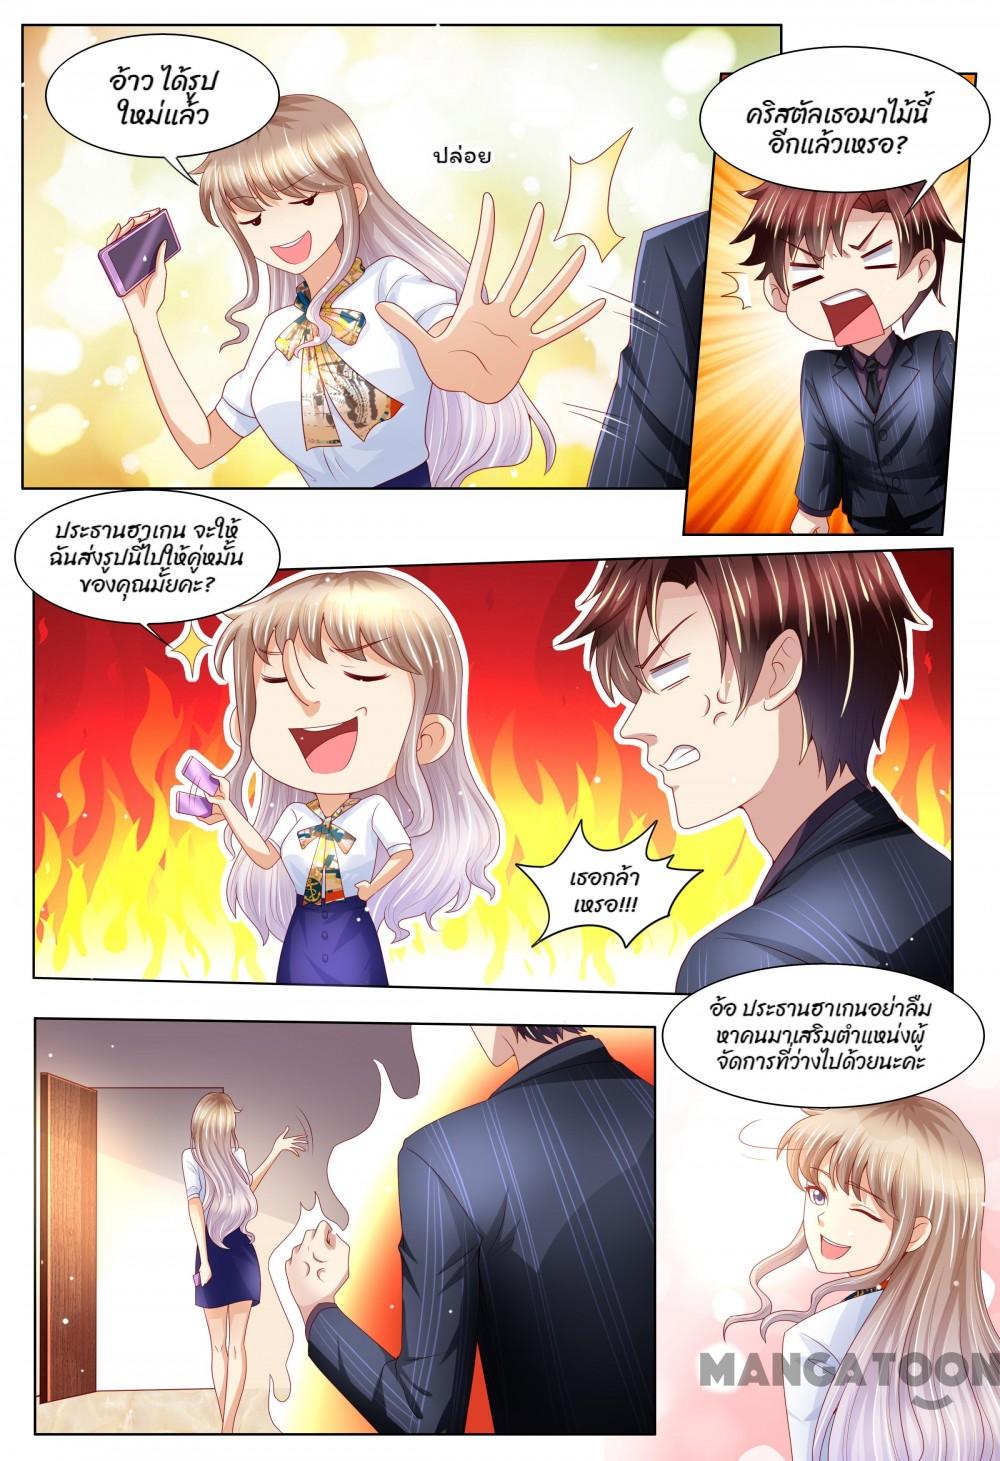 อ้าว ได้รูป
ใหม่แล้ว
ปล่อย
คริสตัลเธอมาไม้นี้
อีกแล้วเหรอ?
ประธานฮาเกน จะให้
ฉันส่งรูปนี้ไปให้คู่หมั้น
ของคุณมั้ยคะ?
เธอกล้า
เหรอ!!!
อ้อ ประธานฮาเกนอย่าลืม
หาคนมาเสริมตำแหน่งผู้
จัดการที่ว่างไปด้วยนะคะ
MANGATOON